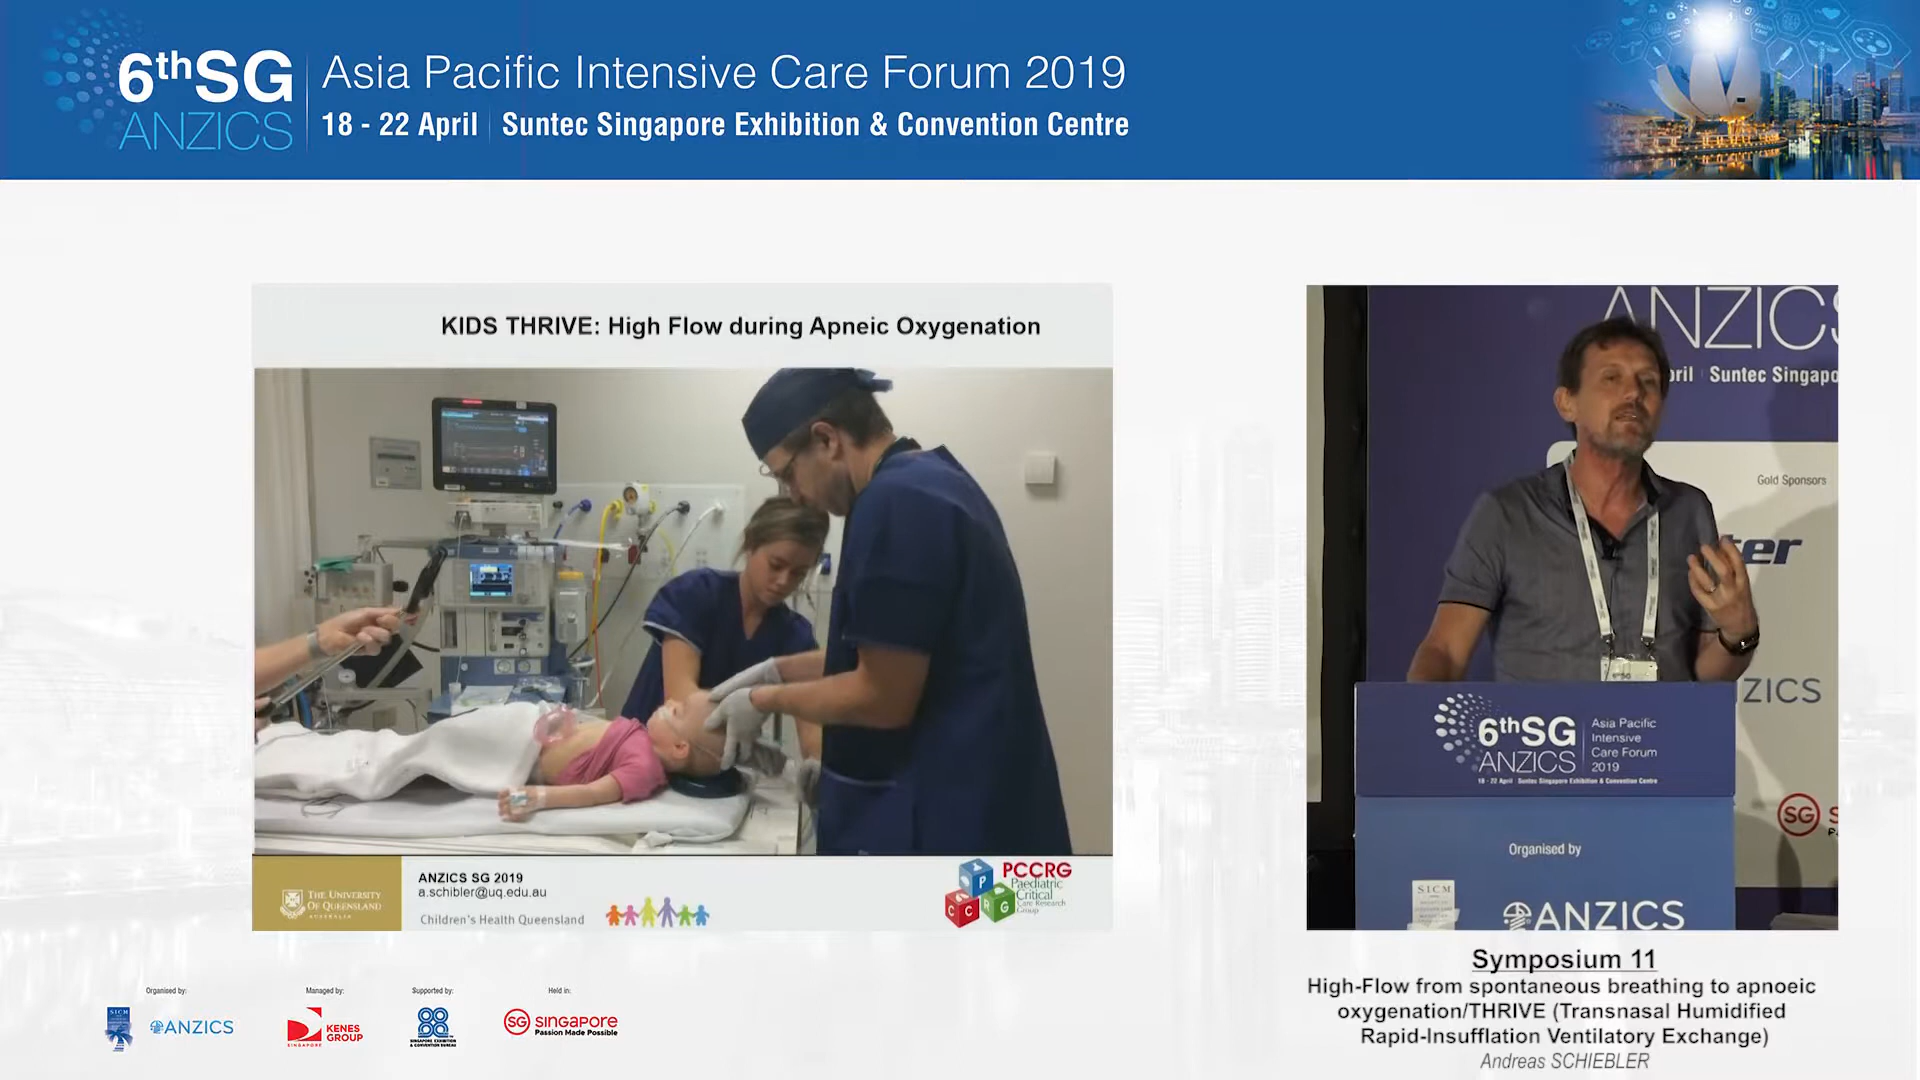 6thSG
ANZICS
Asia Pacific Intensive Care Forum 2019
18 - 22 April | Suntec Singapore Exhibition & Convention Centre
KIDS THRIVE: High Flow during Apneic Oxygenation
THE UNIVERSITY
OF QUEENSLAND
AUSTRALIA
ANZICS SG 2019
a.schibler@uq.edu.au
Children's Health Queensland
P
C C R G
PCCRG
Paediatric
Critical
Care Research
Group
ANZICS
pril | Suntec Singapo
Gold Sponsors
ter
ZICS
SG S
6thSG
ANZICS
Asia Pacific
Intensive
Care Forum
2019
18 - 22 April Suntec Singapore Exhibition & Convention Centre
Organised by
SICM
ANZICS
Symposium 11
High-Flow from spontaneous breathing to apnoeic
oxygenation/THRIVE (Transnasal Humidified
Rapid-Insufflation Ventilatory Exchange)
Andreas SCHIEBLER
Organised by:
SICM
ANZICS
Managed by:
KENES
GROUP
SINGAPORE
Supported by:
SINGAPORE EXHIBITION
& CONVENTION BUREAU
Held in:
SG SINGAPORE
Passion Made Possible